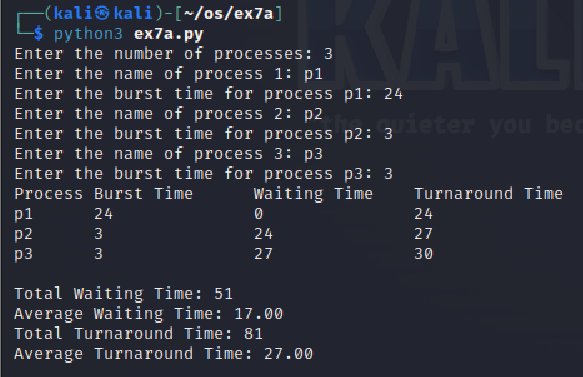 ┌──(kali㉿kali)-[~/os/ex7a]
└─$ python3 ex7a.py
Enter the number of processes: 3
Enter the name of process 1: p1
Enter the burst time for process p1: 24
Enter the name of process 2: p2
Enter the burst time for process p2: 3
Enter the name of process 3: p3
Enter the burst time for process p3: 3
Process Burst Time Waiting Time Turnaround Time
p1 24 0 24
p2 3 24 27
p3 3 27 30
Total Waiting Time: 51
Average Waiting Time: 17.00
Total Turnaround Time: 81
Average Turnaround Time: 27.00
KAL
the quieter you bec